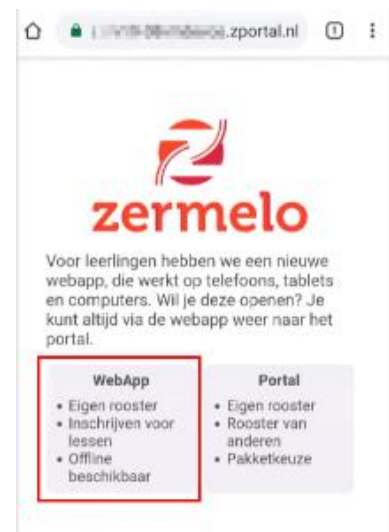 .zportal.nl 1
zermelo
Voor leerlingen hebben we een nieuwe
webapp, die werkt op telefoons, tablets
en computers. Wil je deze openen? Je
kunt altijd via de webapp weer naar het
portal.
WebApp
• Eigen rooster
• Inschrijven voor
lessen
• Offline
beschikbaar
Portal
• Eigen rooster
• Rooster van
anderen
• Pakketkeuze